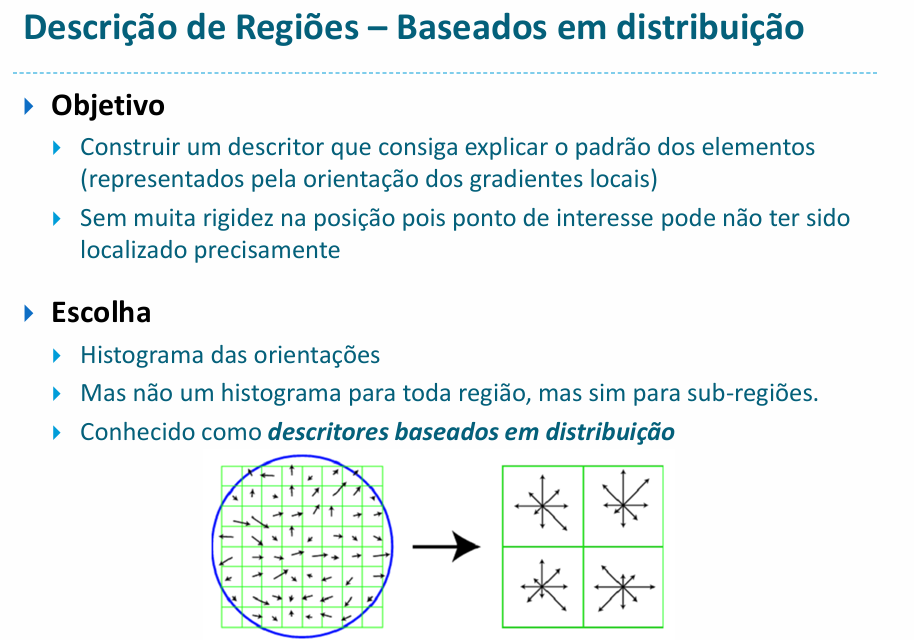 Descrição de Regiões – Baseados em distribuição
Objetivo
Construir um descritor que consiga explicar o padrão dos elementos
(representados pela orientação dos gradientes locais)
Sem muita rigidez na posição pois ponto de interesse pode não ter sido
localizado precisamente
Escolha
Histograma das orientações
Mas não um histograma para toda região, mas sim para sub-regiões.
Conhecido como descritores baseados em distribuição